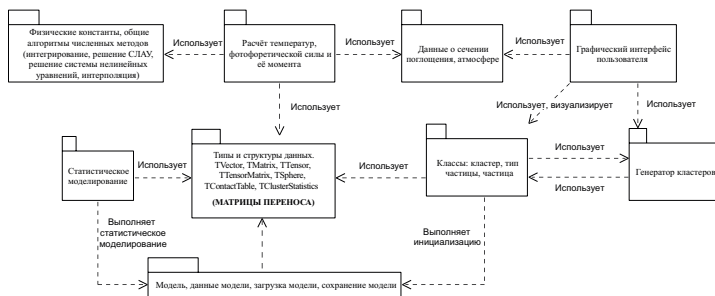 Физические константы, общие
алгоритмы численных методов
(интегрирование, решение СЛАУ,
решение системы нелинейных
уравнений, интерполяция)
Использует
Расчёт температур,
фотофоретической силы и
её момента
Использует
Данные о сечении
поглощения, атмосфере
Использует
Графический интерфейс
пользователя
Использует
Использует, визуализирует
Использует
Статистическое
моделирование
Использует
Типы и структуры данных.
TVector, TMatrix, TTensor,
TTensorMatrix, TSphere,
TContactTable, TClusterStatistics
(МАТРИЦЫ ПЕРЕНОСА)
Использует
Классы: кластер, тип
частицы, частица
Использует
Использует
Генератор кластеров
Выполняет
статистическое
моделирование
Выполняет
инициализацию
Модель, данные модели, загрузка модели, сохранение модели